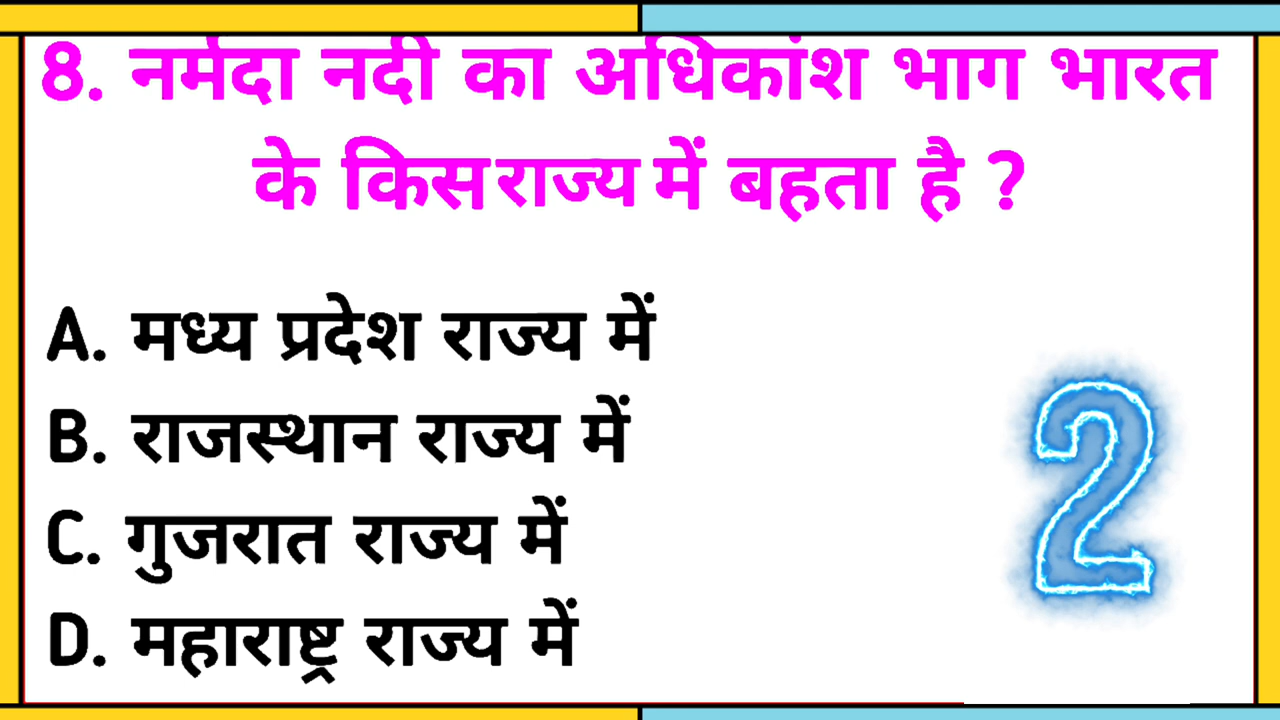 8. नर्मदा नदी का अधिकांश भाग भारत
के किस राज्य में बहता है ?
A. मध्य प्रदेश राज्य में
B. राजस्थान राज्य में
C. गुजरात राज्य में
D. महाराष्ट्र राज्य में
2